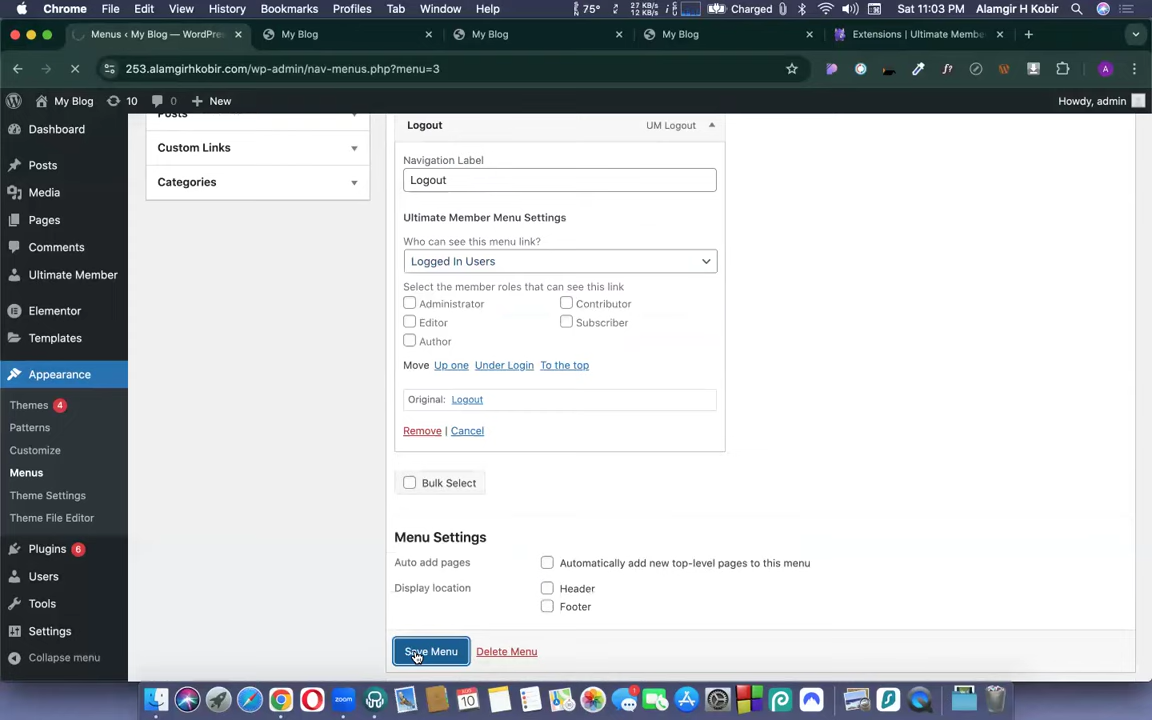 Chrome File Edit View History Bookmarks Profiles Tab Window Help 75° 27 KB/s 12 KB/s Charged Sat 11:03 PM Alamgir H Kobir
Menus ‹ My Blog — WordPres My Blog My Blog My Blog Extensions | Ultimate Membe
253.alamgirhkobir.com/wp-admin/nav-menus.php?menu=3
My Blog 10 0 New Howdy, admin
Dashboard
Posts
Media
Pages
Comments
Ultimate Member
Elementor
Templates
Appearance
Themes 4
Patterns
Customize
Menus
Theme Settings
Theme File Editor
Plugins 6
Users
Tools
Settings
Collapse menu
Posts
Custom Links
Categories
Logout UM Logout
Navigation Label
Logout
Ultimate Member Menu Settings
Who can see this menu link?
Logged In Users
Select the member roles that can see this link
Administrator Contributor
Editor Subscriber
Author
Move Up one Under Login To the top
Original: Logout
Remove | Cancel
Bulk Select
Menu Settings
Auto add pages Automatically add new top-level pages to this menu
Display location Header
Footer
Save Menu Delete Menu